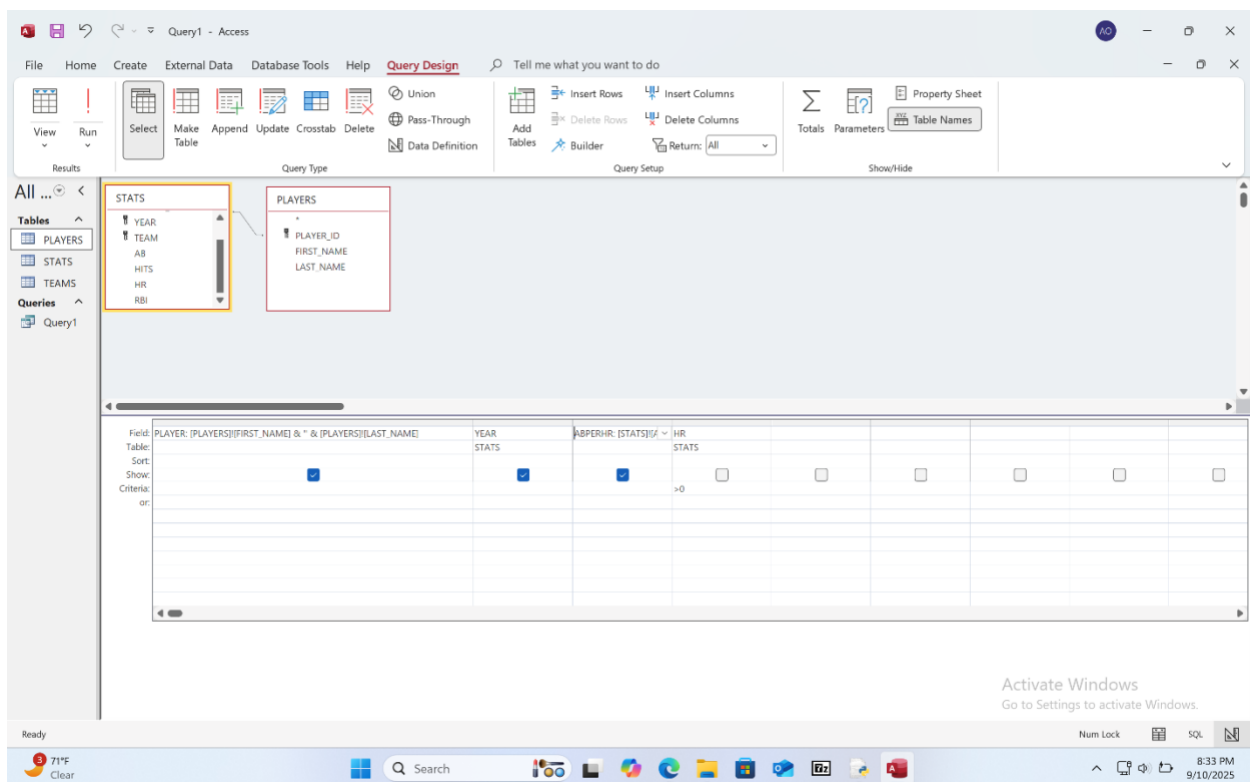 Query1 - Access
AO
File Home Create External Data Database Tools Help Query Design Tell me what you want to do
View
Run
Results
Select
Make Table
Append
Update
Crosstab
Delete
Union
Pass-Through
Data Definition
Query Type
Add Tables
Insert Rows
Delete Rows
Builder
Insert Columns
Delete Columns
Return: All
Query Setup
Totals
Parameters
Property Sheet
Table Names
Show/Hide
All ...
Tables
PLAYERS
STATS
TEAMS
Queries
Query1
STATS
YEAR
TEAM
AB
HITS
HR
RBI
PLAYERS
*
PLAYER_ID
FIRST_NAME
LAST_NAME
Field: PLAYER: [PLAYERS]![FIRST_NAME] & " & [PLAYERS]![LAST_NAME] YEAR ABPERHR: [STATS]![A HR
Table: STATS STATS
Sort:
Show:
Criteria: >0
or:
Activate Windows
Go to Settings to activate Windows.
Ready
Num Lock
SQL
3
71°F
Clear
Search
8:33 PM
9/10/2025